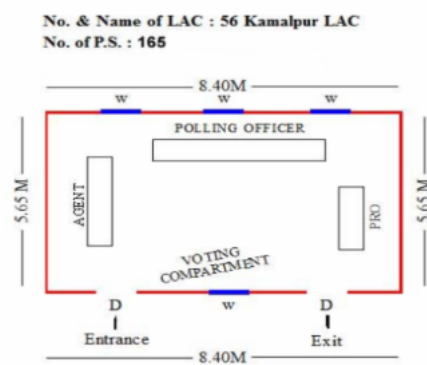 No. & Name of LAC : 56 Kamalpur LAC
No. of P.S. : 165
8.40M
w w w
POLLING OFFICER
5.65 M
AGENT
PRO
5.65 M
VOTING
COMPARTMENT
D w D
Entrance Exit
8.40M